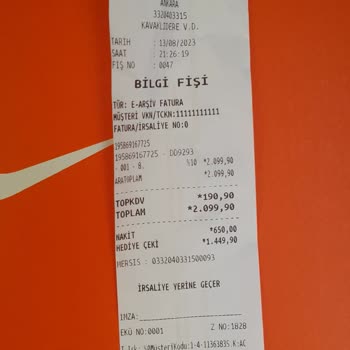 ANKARA
3320403315
KAVAKLIDERE V.D.
TARİH : 13/08/2023
SAAT : 21:26:19
FİŞ NO : 0047
BİLGİ FİŞİ
TÜR: E-ARŞİV FATURA
MÜŞTERİ VKN/TCKN:11111111111
FATURA/İRSALİYE NO:0
195869167725
195869167725 - DD9293
- 001 - 8. %10 *2.099,90
ARATOPLAM *2.099,90
TOPKDV *190,90
TOPLAM *2.099,90
NAKİT *650,00
HEDİYE ÇEKİ *1.449,90
MERSIS : 0332040331500093
İRSALİYE YERİNE GEÇER
İMZA:
EKÜ NO:0001 Z NO:1828